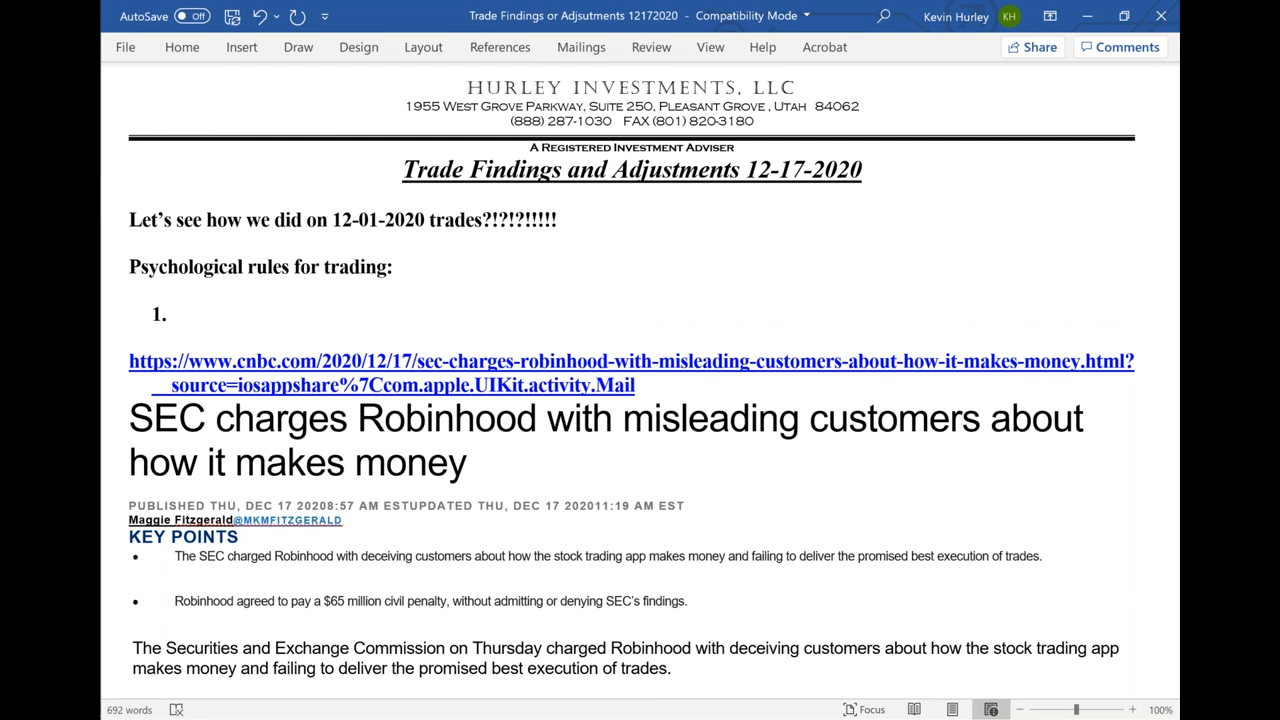 AutoSave Off Trade Findings or Adjsutments 12172020 - Compatibility Mode Kevin Hurley KH
File Home Insert Draw Design Layout References Mailings Review View Help Acrobat Share Comments
HURLEY INVESTMENTS, LLC
1955 WEST GROVE PARKWAY, SUITE 250, PLEASANT GROVE , UTAH 84062
(888) 287-1030 FAX (801) 820-3180
A REGISTERED INVESTMENT ADVISER
Trade Findings and Adjustments 12-17-2020
Let's see how we did on 12-01-2020 trades?!?!?!!!!!
Psychological rules for trading:
1.
https://www.cnbc.com/2020/12/17/sec-charges-robinhood-with-misleading-customers-about-how-it-makes-money.html?
source=iosappshare%7Ccom.apple.UIKit.activity.Mail
SEC charges Robinhood with misleading customers about
how it makes money
PUBLISHED THU, DEC 17 20208:57 AM ESTUPDATED THU, DEC 17 202011:19 AM EST
Maggie Fitzgerald@MKMFITZGERALD
KEY POINTS
• The SEC charged Robinhood with deceiving customers about how the stock trading app makes money and failing to deliver the promised best execution of trades.
• Robinhood agreed to pay a $65 million civil penalty, without admitting or denying SEC's findings.
The Securities and Exchange Commission on Thursday charged Robinhood with deceiving customers about how the stock trading app
makes money and failing to deliver the promised best execution of trades.
692 words Focus 100%